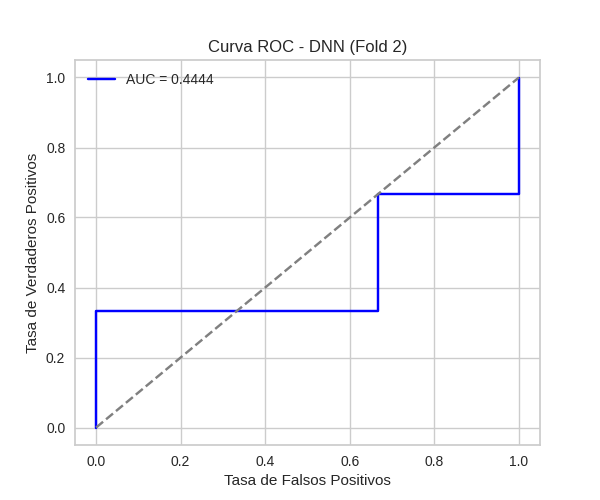 Curva ROC - DNN (Fold 2)
AUC = 0.4444
Tasa de Verdaderos Positivos
1.0
0.8
0.6
0.4
0.2
0.0
0.0 0.2 0.4 0.6 0.8 1.0
Tasa de Falsos Positivos